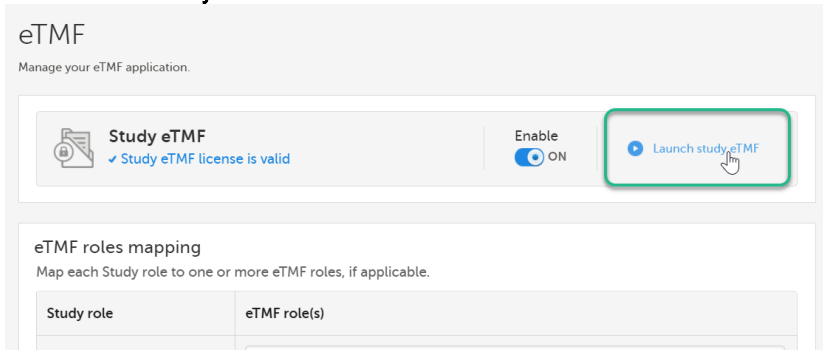 eTMF
Manage your eTMF application.
Study eTMF
✔ Study eTMF license is valid
Enable
ON
Launch study eTMF
eTMF roles mapping
Map each Study role to one or more eTMF roles, if applicable.
Study role
eTMF role(s)